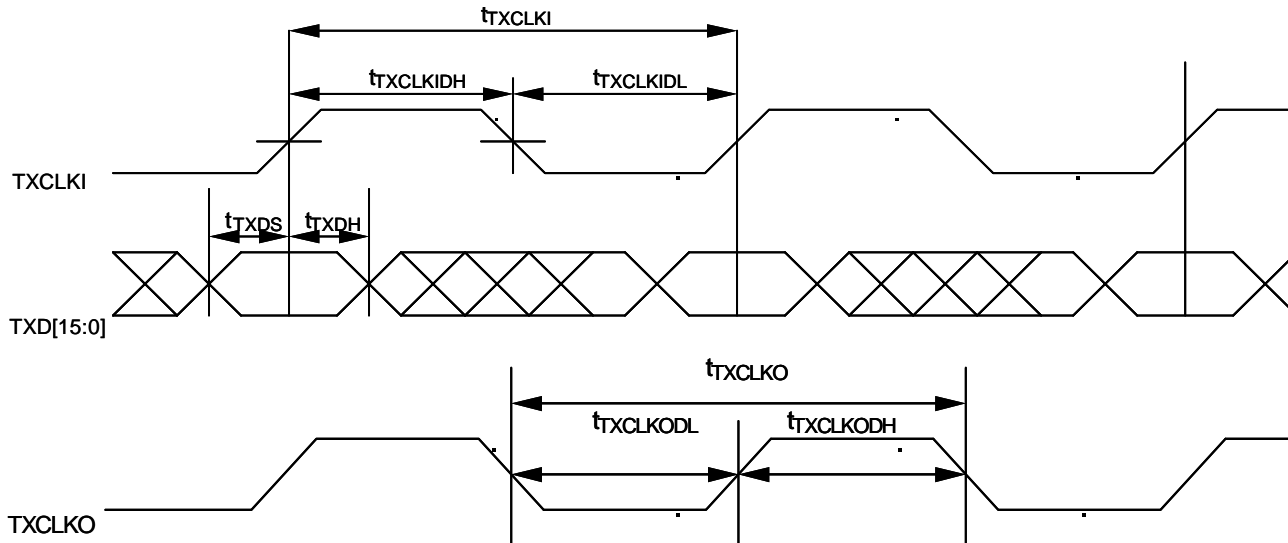 tTXCLKI
tTXCLKIDH
tTXCLKIDL
TXCLKI
tTXDS
tTXDH
TXD[15:0]
tTXCLKO
tTXCLKODL
tTXCLKODH
TXCLKO